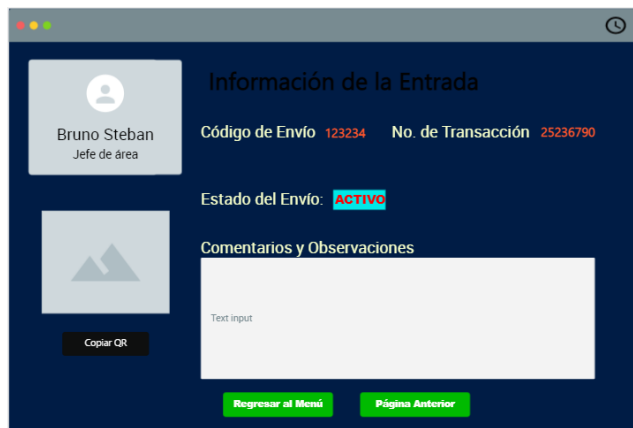 Información de la Entrada
Bruno Steban
Jefe de área
Código de Envío 123234 No. de Transacción 25236790
Estado del Envío: ACTIVO
Comentarios y Observaciones
Text input
Copiar QR
Regresar al Menú Página Anterior